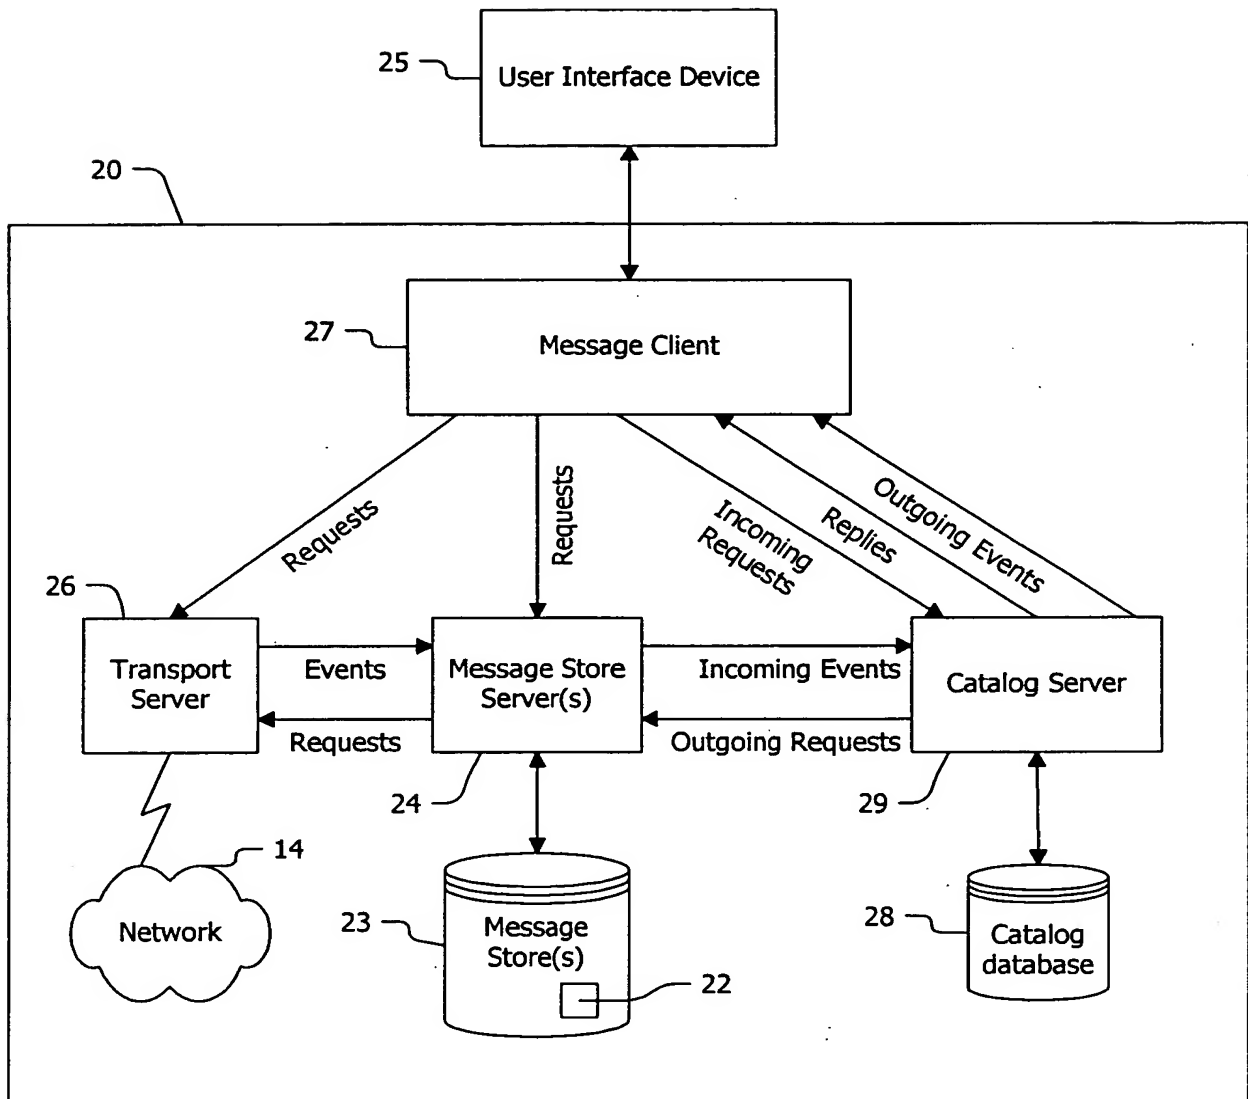 25
User Interface Device
20
27
Message Client
Requests
Requests
Incoming
Requests
Replies
Outgoing Events
26
Transport
Server
Events
Requests
Message Store
Server(s)
Incoming Events
Outgoing Requests
Catalog Server
24
29
14
Network
23
Message
Store(s)
22
28
Catalog
database